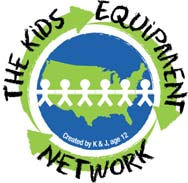 THE KIDS
EQUiPMENT
NETWORK
Created by K & J, age 12